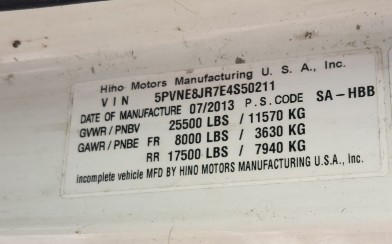 Hino Motors Manufacturing U. S. A., Inc.
VIN 5PVNE8JR7E4S50211
DATE OF MANUFACTURE 07/2013 P.S.CODE SA-HBB
GVWR / PNBV 25500 LBS / 11570 KG
GAWR / PNBE FR 8000 LBS / 3630 KG
RR 17500 LBS / 7940 KG
incomplete vehicle MFD BY HINO MOTORS MANUFACTURING U.S.A., Inc